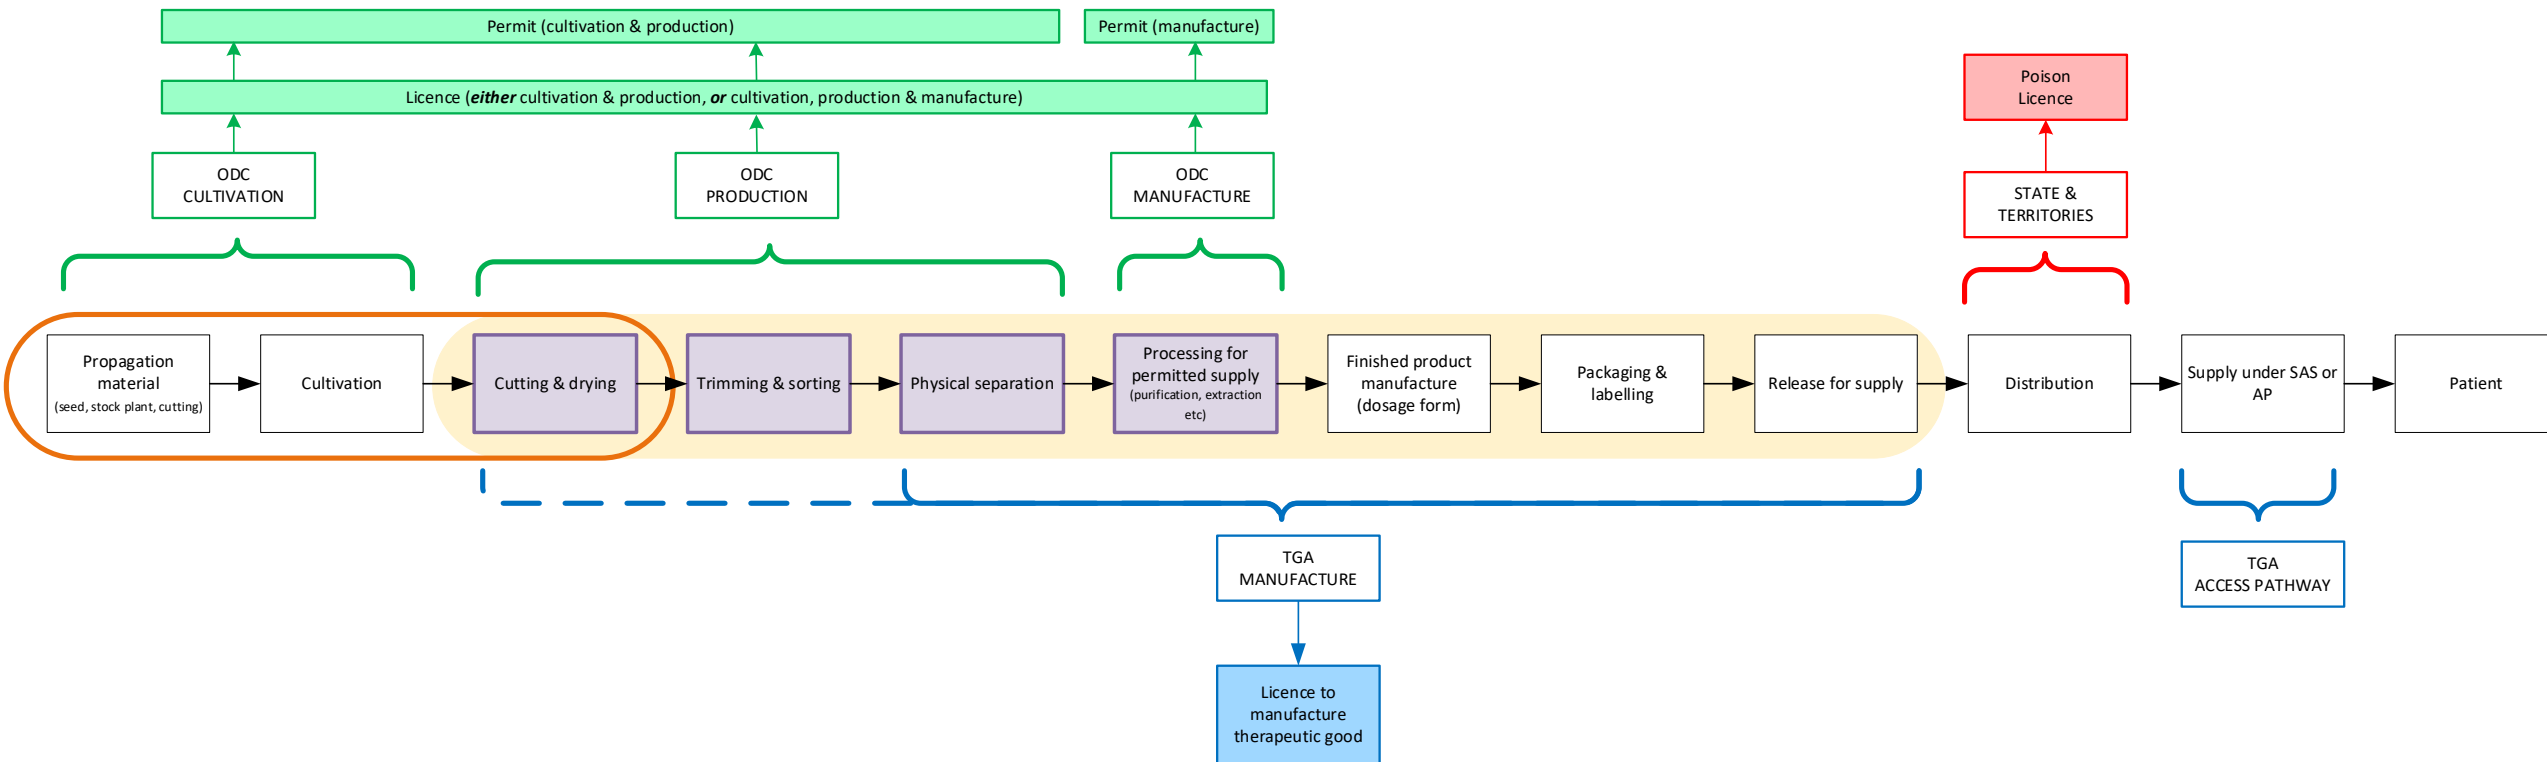 Permit (cultivation & production)
Permit (manufacture)
Licence (either cultivation & production, or cultivation, production & manufacture)
Poison
Licence
ODC
CULTIVATION
ODC
PRODUCTION
ODC
MANUFACTURE
STATE &
TERRITORIES
Propagation
material
(seed, stock plant, cutting)
Cultivation
Cutting & drying
Trimming & sorting
Physical separation
Processing for
permitted supply
(purification, extraction
etc)
Finished product
manufacture
(dosage form)
Packaging &
labelling
Release for supply
Distribution
Supply under SAS or
AP
Patient
TGA
MANUFACTURE
TGA
ACCESS PATHWAY
Licence to
manufacture
therapeutic good